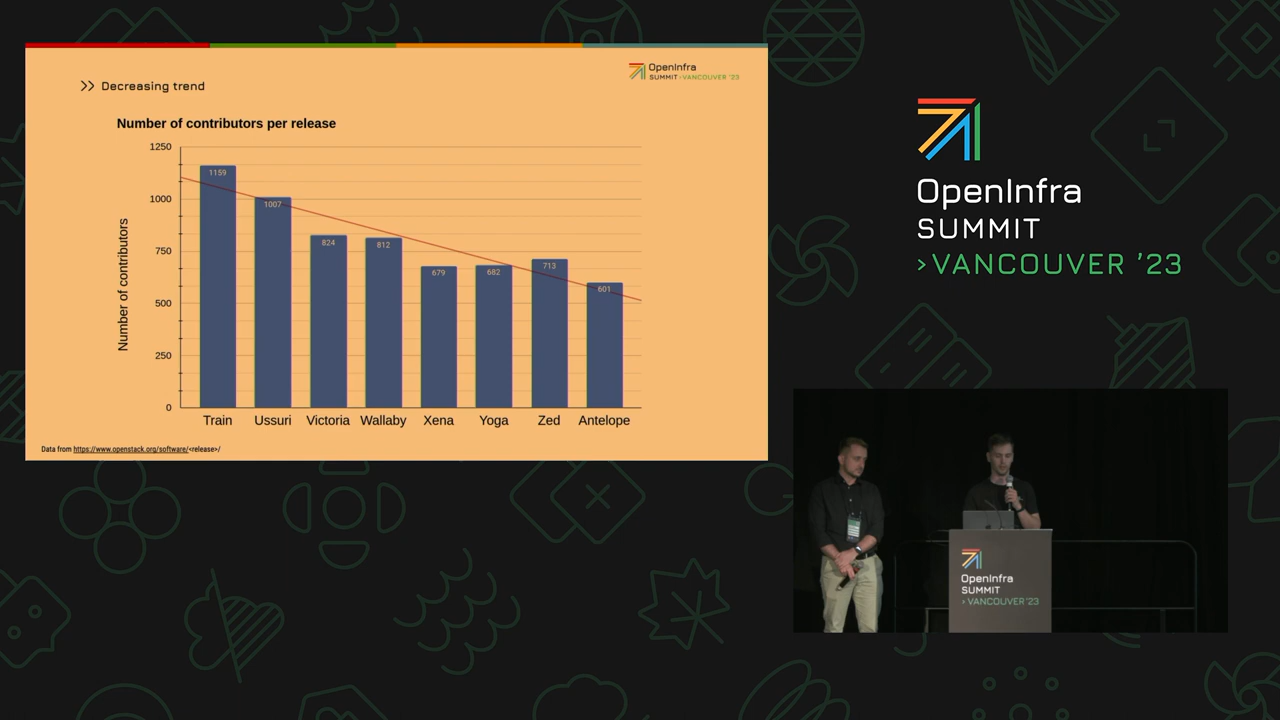 >> Decreasing trend
OpenInfra
SUMMIT>VANCOUVER '23
Number of contributors per release
Number of contributors
1250
1000
750
500
250
0
1159
1007
824
812
679
682
713
601
Train Ussuri Victoria Wallaby Xena Yoga Zed Antelope
Data from https://www.openstack.org/software/<release>/
OpenInfra
SUMMIT
>VANCOUVER '23
OpenInfra
SUMMIT
>VANCOUVER '23